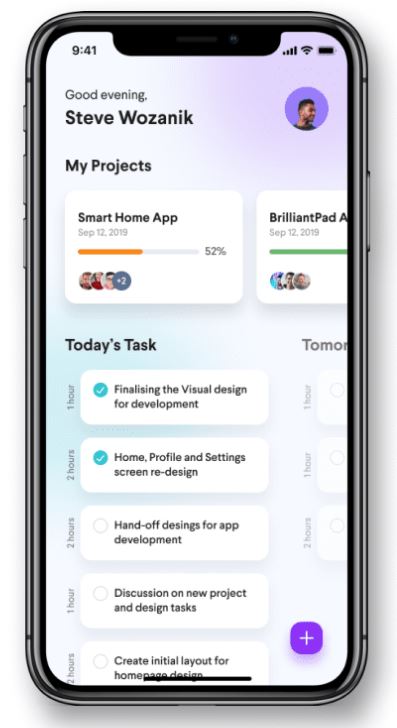 9:41
Good evening,
Steve Wozanik
My Projects
Smart Home App
Sep 12, 2019
52%
+2
BrilliantPad A
Sep 12, 2019
Today's Task
Tomor
1 hour
Finalising the Visual design
for development
1 hour
2 hours
Home, Profile and Settings
screen re-design
1 hour
2 hours
Hand-off desings for app
development
2 hours
1 hour
Discussion on new project
and design tasks
2 hours
Create initial layout for
homepage design